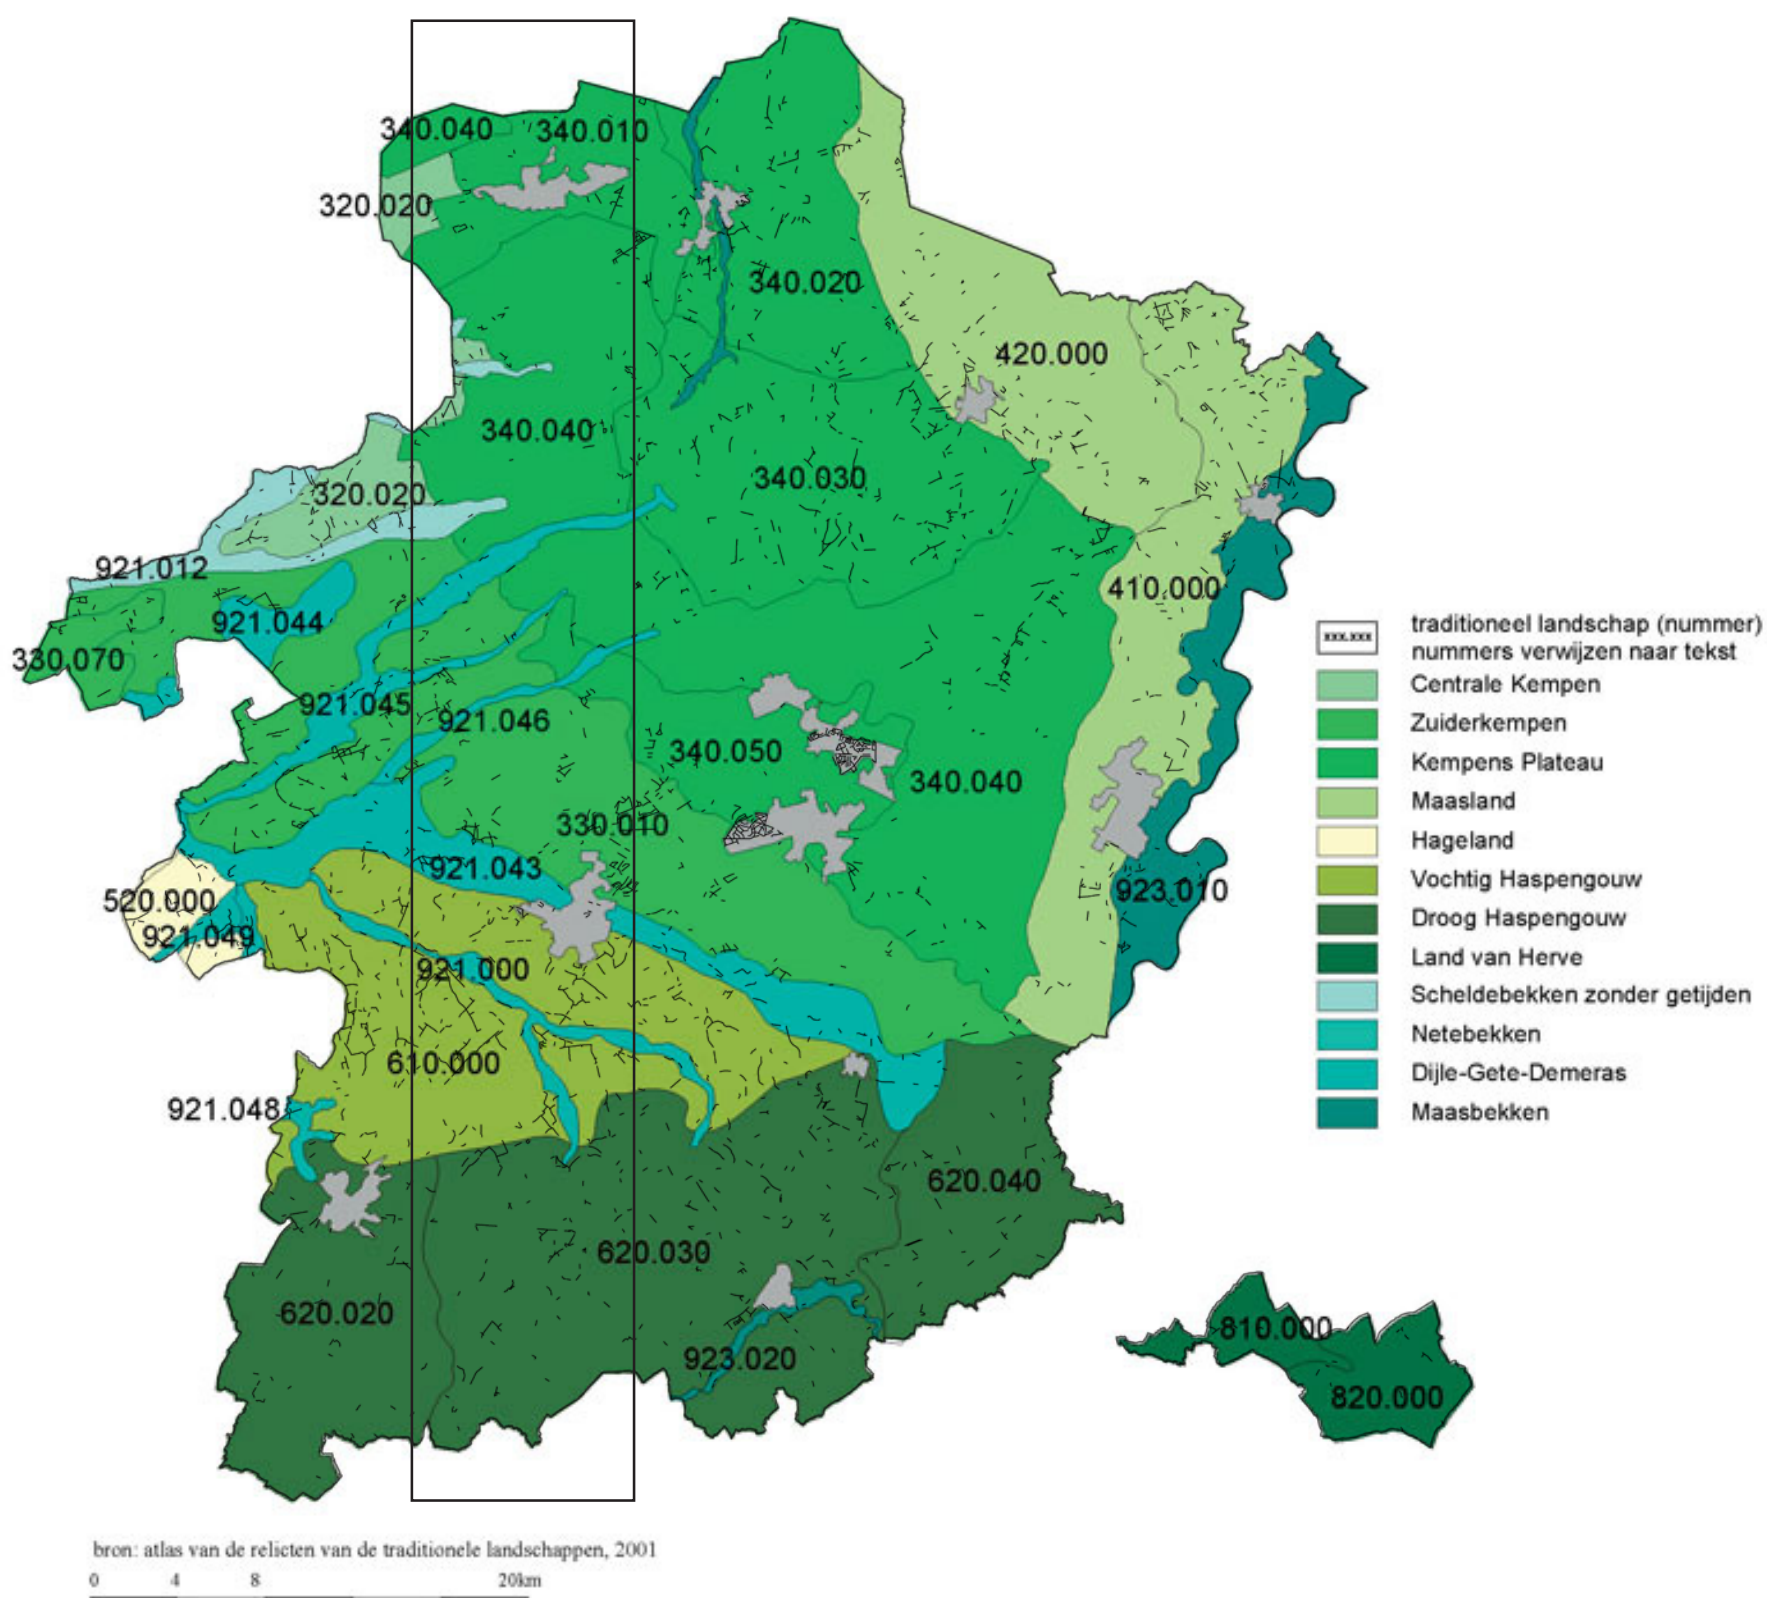 340.040
340.010
320.020
340.020
420.000
340.040
340.030
320.020
921.012
410.000
921.044
330.070
921.045
921.046
340.050
340.040
330.010
921.043
923.010
520.000
921.049
921.000
610.000
921.048
620.040
620.030
620.020
923.020
810.000
820.000
xxx.xxx
traditioneel landschap (nummer)
nummers verwijzen naar tekst
Centrale Kempen
Zuiderkempen
Kempens Plateau
Maasland
Hageland
Vochtig Haspengouw
Droog Haspengouw
Land van Herve
Scheldebekken zonder getijden
Netebekken
Dijle-Gete-Demeras
Maasbekken
bron: atlas van de relicten van de traditionele landschappen, 2001
0 4 8 20km